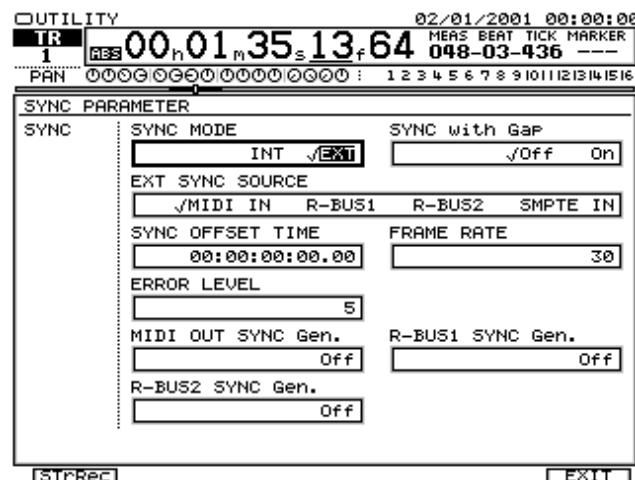 UTILITY 02/01/2001 00:00:00
TR 1 ABS 00h01m35s13f64 MEAS BEAT TICK MARKER
048-03-436 ---
PAN 1 2 3 4 5 6 7 8 9 10 11 12 13 14 15 16
SYNC PARAMETER
SYNC
SYNC MODE SYNC with Gap
INT √EXT √Off On
EXT SYNC SOURCE
√MIDI IN R-BUS1 R-BUS2 SMPTE IN
SYNC OFFSET TIME FRAME RATE
00:00:00:00.00 30
ERROR LEVEL
5
MIDI OUT SYNC Gen. R-BUS1 SYNC Gen.
Off Off
R-BUS2 SYNC Gen.
Off
STrRec EXIT